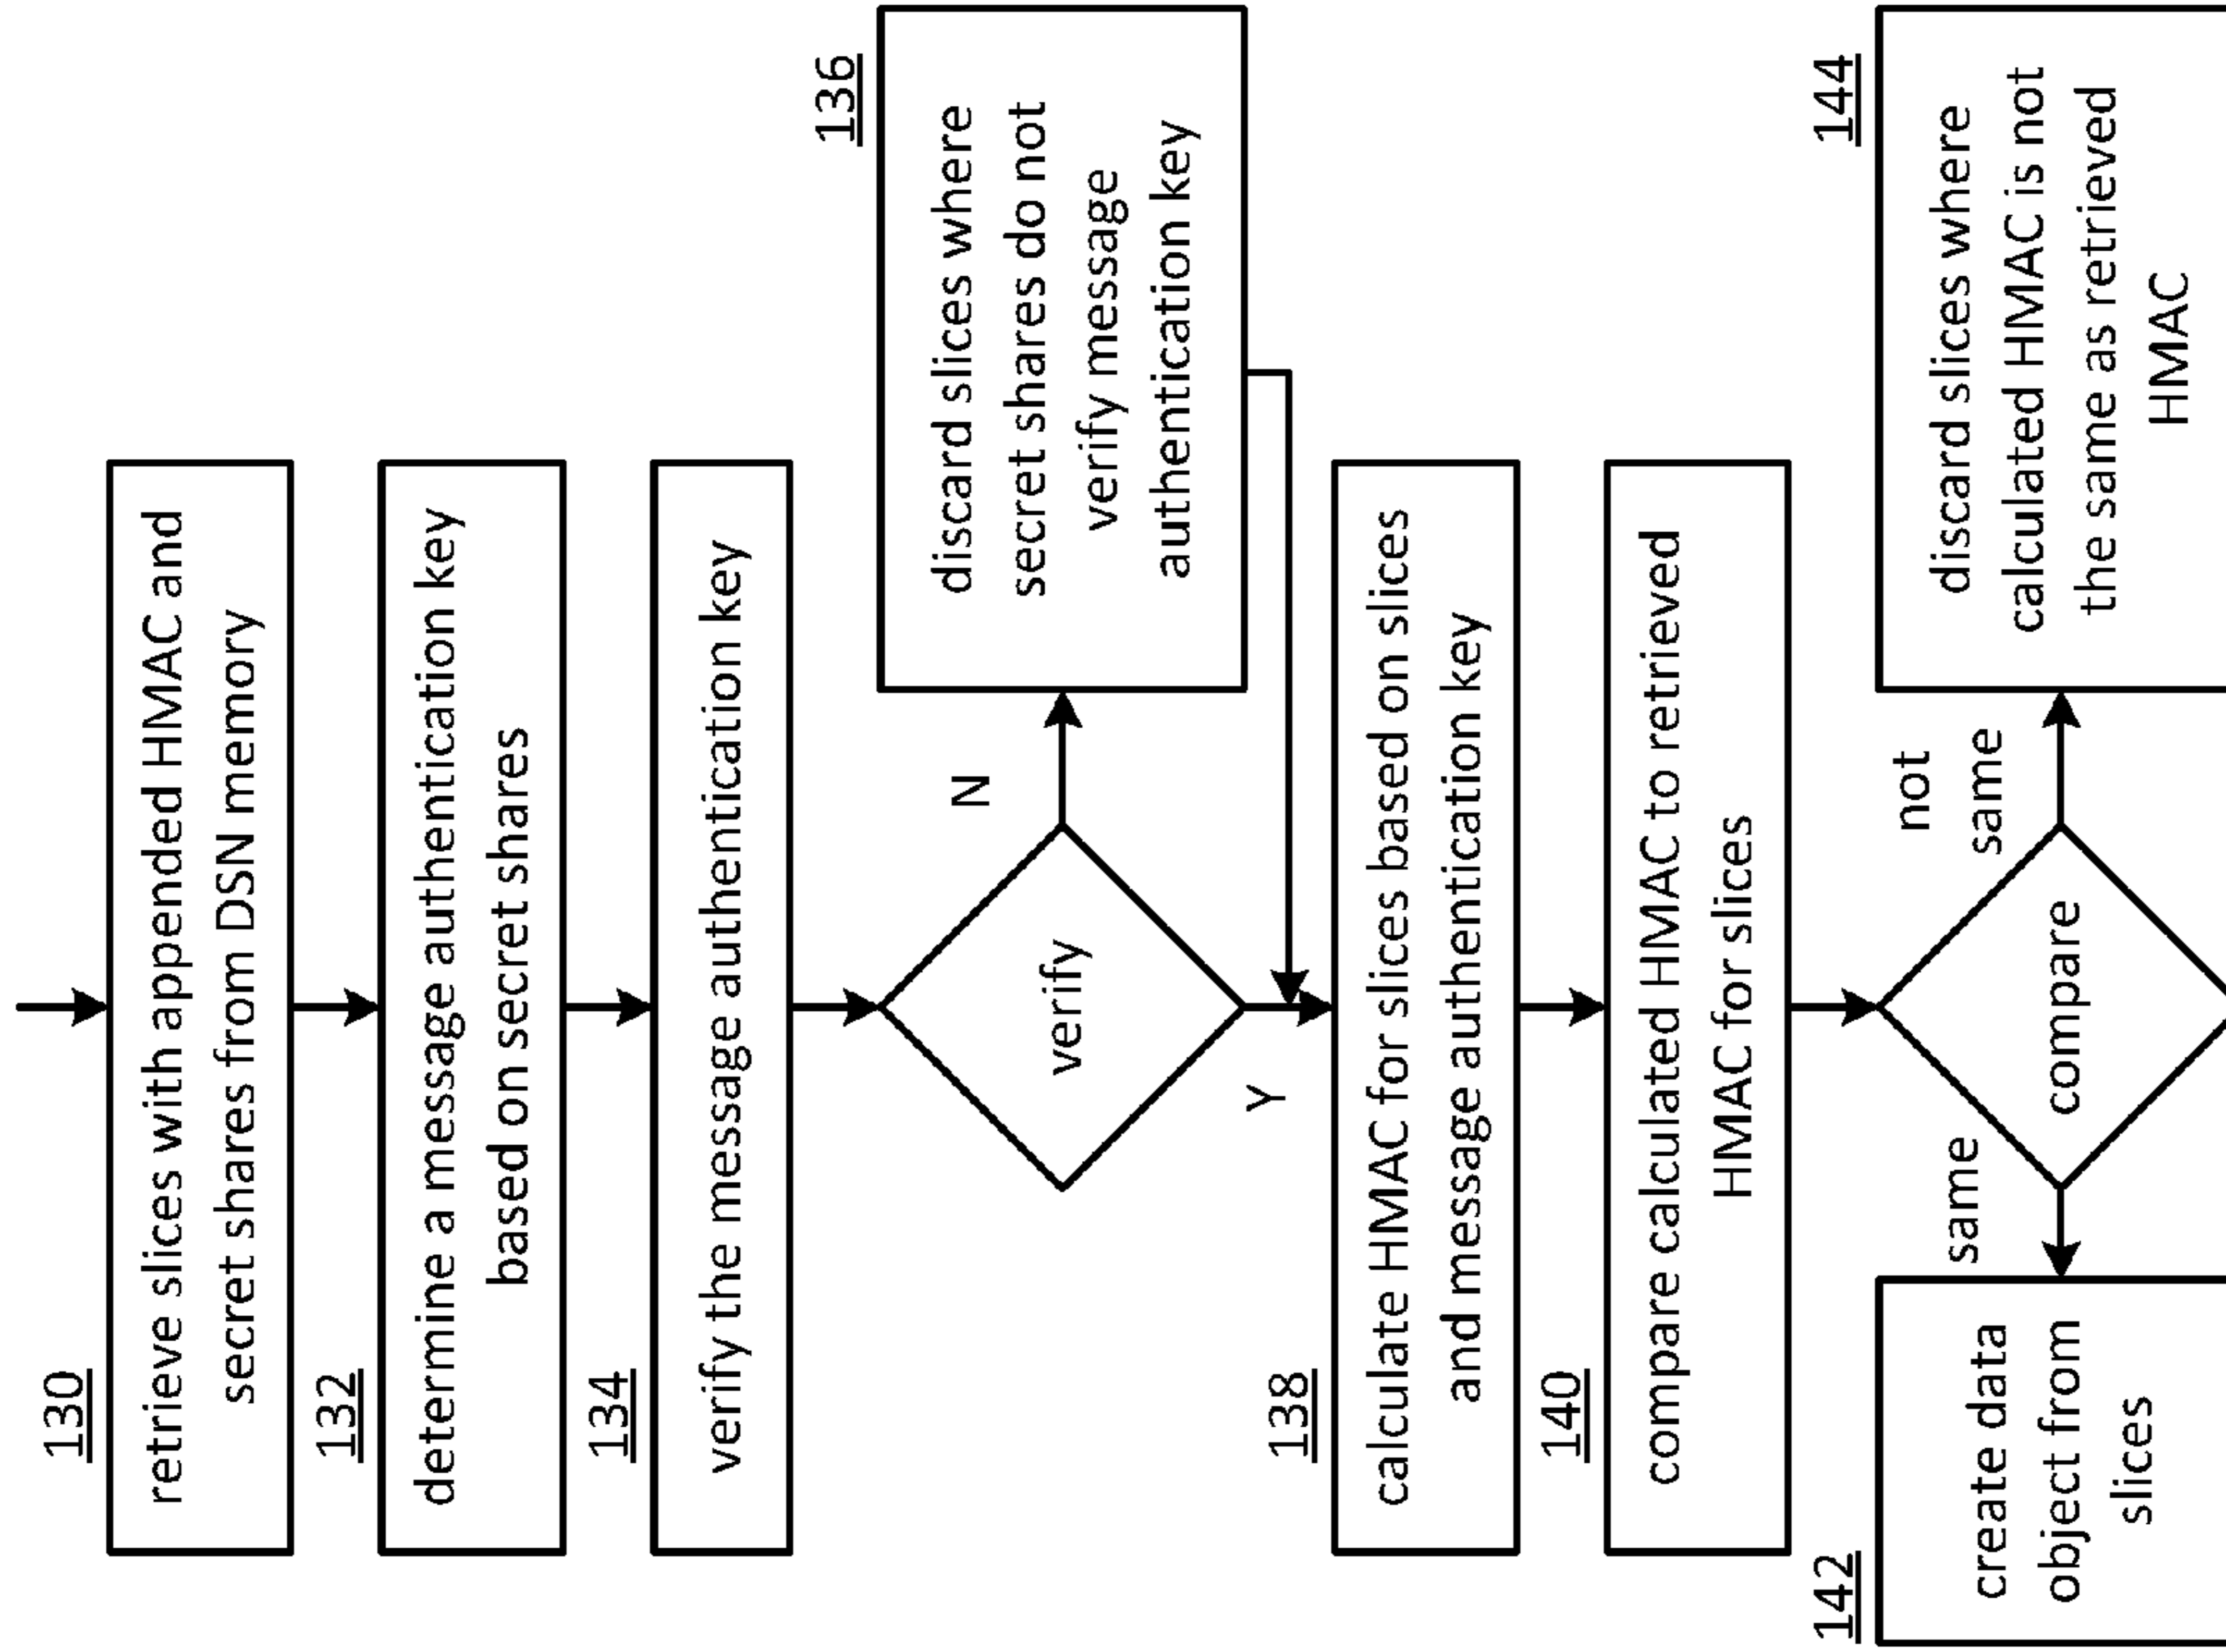 130
retrieve slices with appended HMAC and
secret shares from DSN memory
132
determine a message authentication key
based on secret shares
134
verify the message authentication key
verify
N
Y
136
discard slices where
secret shares do not
verify message
authentication key
138
calculate HMAC for slices based on slices
and message authentication key
140
compare calculated HMAC to retrieved
HMAC for slices
compare
same
not
same
142
create data
object from
slices
144
discard slices where
calculated HMAC is not
the same as retrieved
HMAC